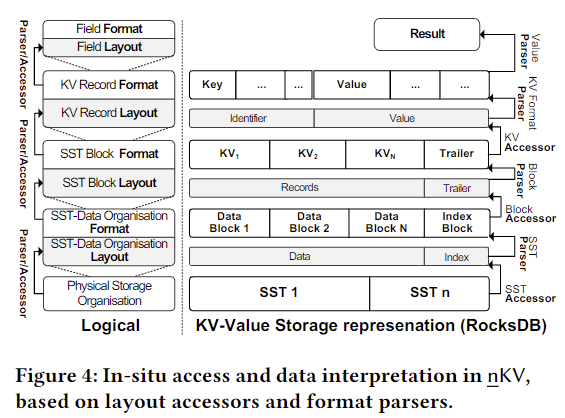 Field Format
Field Layout
KV Record Format
KV Record Layout
SST Block Format
SST Block Layout
SST-Data Organisation
Format
SST-Data Organisation
Layout
Physical Storage
Organisation
Parser/Accessor
Parser/Accessor
Parser/Accessor
Parser/Accessor
Logical
Result
Key ... ... Value ... ...
Identifier Value
KV1 KV2 KVN Trailer
Records Trailer
Data Block 1 Data Block 2 Data Block N Index Block
Data Index
SST 1 SST n
Value
Parser
KV Format
Parser
KV
Accessor
Block
Parser
Block
Accessor
SST
Parser
SST
Accessor
KV-Value Storage represenation (RocksDB)
Figure 4: In-situ access and data interpretation in nKV,
based on layout accessors and format parsers.